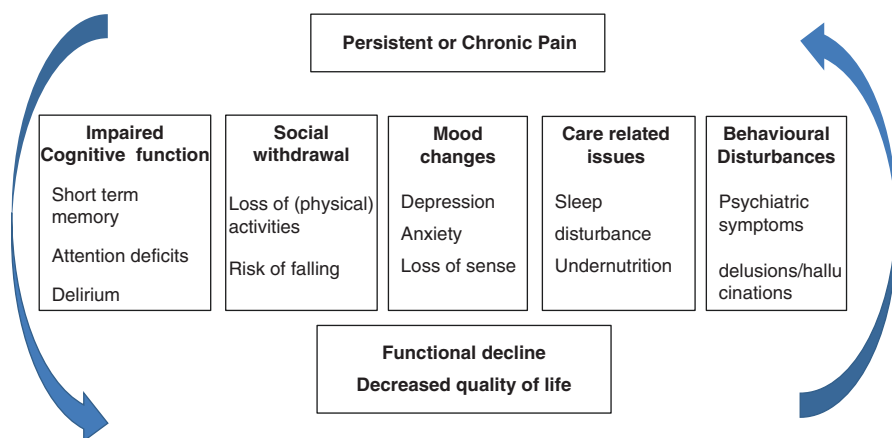 Persistent or Chronic Pain
Impaired
Cognitive function
Short term
memory
Attention deficits
Delirium
Social
withdrawal
Loss of (physical)
activities
Risk of falling
Mood
changes
Depression
Anxiety
Loss of sense
Care related
issues
Sleep
disturbance
Undernutrition
Behavioural
Disturbances
Psychiatric
symptoms
delusions/hallu
cinations
Functional decline
Decreased quality of life